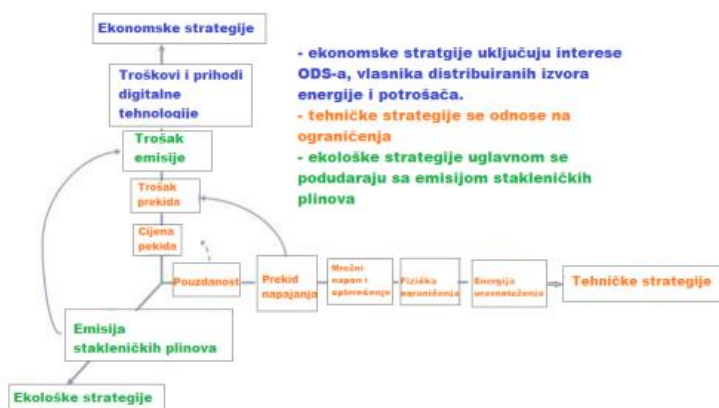 Ekonomske strategije
- ekonomske stratgije uključuju interese
ODS-a, vlasnika distribuiranih izvora
energije i potrošača.
- tehničke strategije se odnose na
ograničenja
- ekološke strategije uglavnom se
podudaraju sa emisijom stakleničkih
plinova
Troškovi i prihodi
digitalne
tehnologije
Trošak
emisije
Trošak
prekida
Cijena
pekida
Pouzdanost
Prekid
napajanja
Mrežni
napon i
opterećenje
Fizička
ograničenja
Energija
uravnoteženja
Tehničke strategije
Emisija
stakleničkih plinova
Ekološke strategije